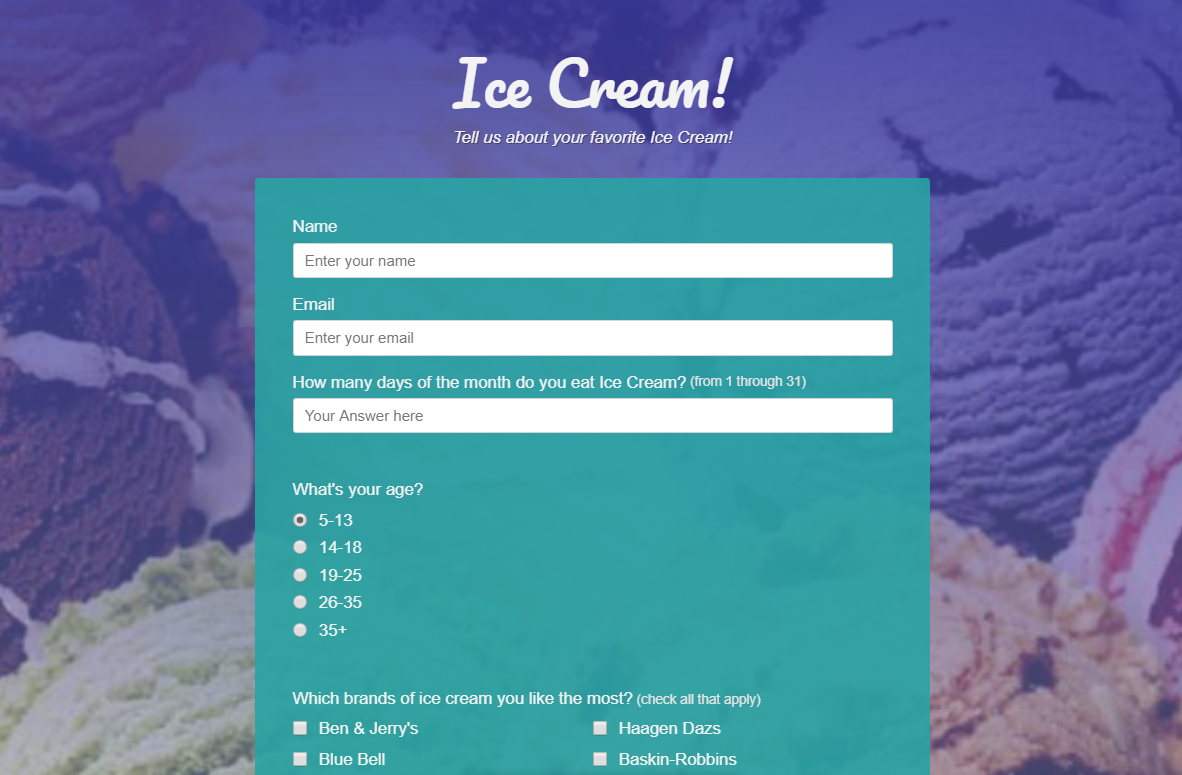 Ice Cream!
Tell us about your favorite Ice Cream!
Name
Enter your name
Email
Enter your email
How many days of the month do you eat Ice Cream? (from 1 through 31)
Your Answer here
What's your age?
5-13
14-18
19-25
26-35
35+
Which brands of ice cream you like the most? (check all that apply)
Ben & Jerry's Haagen Dazs
Blue Bell Baskin-Robbins